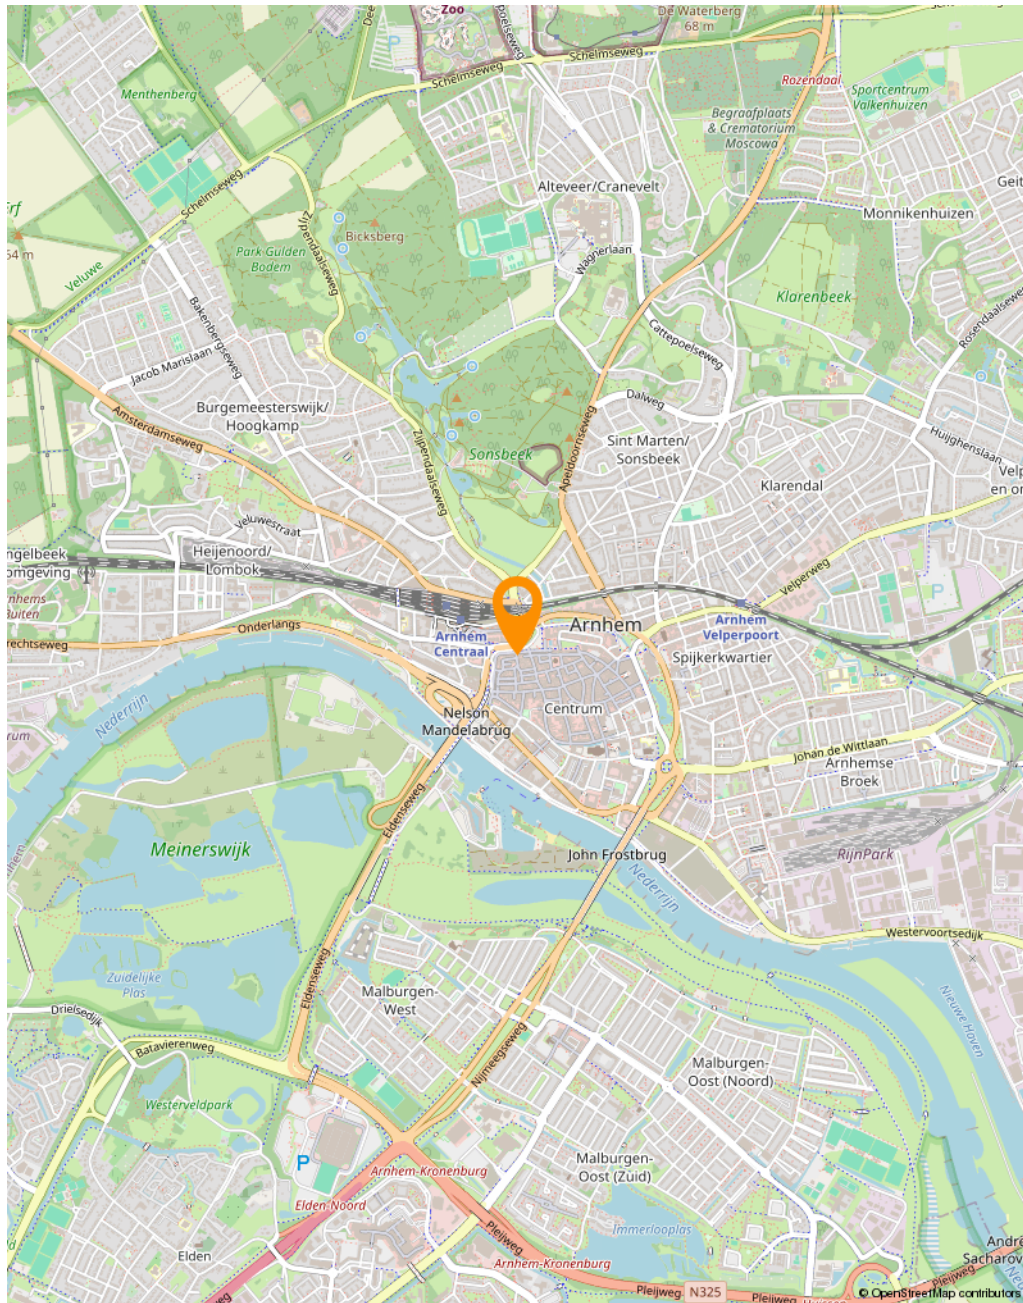 Zoo
De Waterberg
68 m
Schelmseweg
Schelmseweg
Rozendaal
Menthenberg
Sportcentrum
Valkenhuizen
Begraafplaats
& Crematorium
Moscowa
Schelmseweg
Alteveer/Cranevelt
Monnikenhuizen
Zijpendaalseweg
Bicksberg
Park Gulden
Bodem
Wagnerlaan
Veluwe
Klarenbeek
Bakenbergseweg
Cattepoelseweg
Rosendaalseweg
Jacob Marislaan
Dalweg
Burgemeesterswijk/
Hoogkamp
Amsterdamseweg
Zijpendaalseweg
Sonsbeek
Apeldoornseweg
Sint Marten/
Sonsbeek
Huijghenslaan
Klarendal
Veluwestraat
Heijenoord/
Lombok
Velperweg
Onderlangs
Arnhem
Centraal
Arnhem
Arnhem
Velperpoort
Spijkerkwartier
Nederrijn
Nelson
Mandelabrug
Centrum
Johan de Wittlaan
Arnhemse
Broek
Eldenseweg
Meinerswijk
John Frostbrug
RijnPark
Nederrijn
Westervoortsedijk
Zuidelijke
Plas
Eldenseweg
Malburgen-
West
Nieuwe Haven
Drielsedijk
Batavierenweg
Nijmeegseweg
Malburgen-
Oost (Noord)
Westerveldpark
P
Arnhem-Kronenburg
Malburgen-
Oost (Zuid)
Elden-Noord
Immerlooplas
Pleijweg
Elden
Arnhem-Kronenburg
Pleijweg
N325
Pleijweg
Pleijweg
© OpenStreetMap contributors